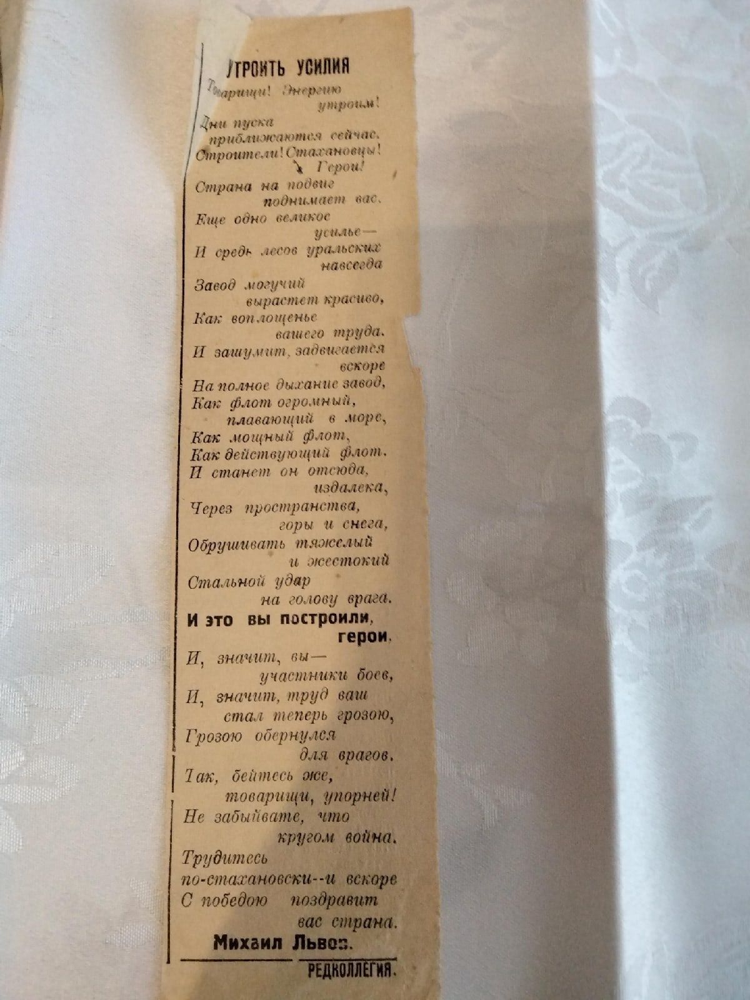 УТРОИТЬ УСИЛИЯ
Товарищи! Энергию
утроим!
Дни пуска
приближаются сейчас.
Строители! Стахановцы!
Герои!
Страна на подвиг
поднимает вас.
Еще одно великое
усилье—
И средь лесов уральских
навсегда
Завод могучий
вырастет красиво,
Как воплощенье
вашего труда.
И зашумит, задвигается
вскоре
На полное дыхание завод,
Как флот огромный,
плавающий в море,
Как мощный флот,
Как действующий флот.
И станет он отсюда,
издалека,
Через пространства,
горы и снега,
Обрушивать тяжелый
и жестокий
Стальной удар
на голову врага.
И это вы построили,
герои.
И, значит, вы—
участники боев,
И, значит, труд ваш
стал теперь грозою,
Грозою обернулся
для врагов.
Так, бейтесь же,
товарищи, упорней!
Не забыйвате, что
кругом война.
Трудитесь
по-стахановски--и вскоре
С победою поздравит
вас страна.
Михаил Львов.
РЕДКОЛЛЕГИЯ.